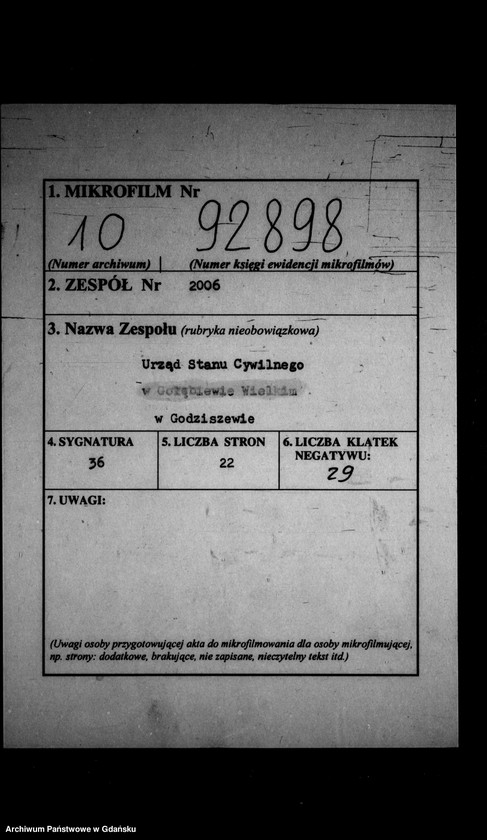 1. MIKROFILM Nr
10 92898
(Numer archiwum) (Numer księgi ewidencji mikrofilmów)
2. ZESPÓŁ Nr 2006
3. Nazwa Zespołu (rubryka nieobowiązkowa)
Urząd Stanu Cywilnego
w Gołębiewie Wielkim
w Godziszewie
4. SYGNATURA 5. LICZBA STRON 6. LICZBA KLATEK
NEGATYWU:
36 22 29
7. UWAGI:
(Uwagi osoby przygotowującej akta do mikrofilmowania dla osoby mikrofilmującej,
np. strony: dodatkowe, brakujące, nie zapisane, nieczytelny tekst itd.)
Archiwum Państwowe w Gdańsku